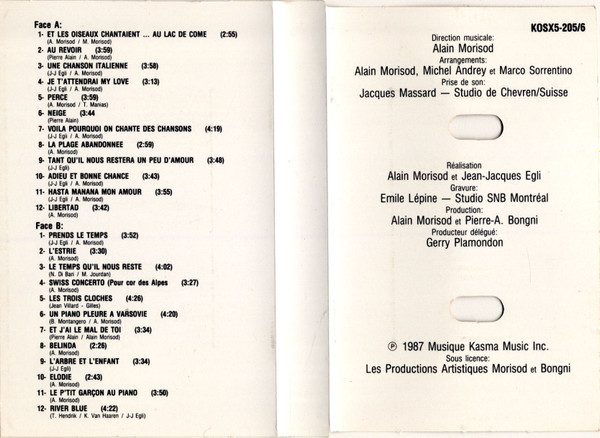 Face A:
1- ET LES OISEAUX CHANTAIENT ... AU LAC DE COME (2:55)
(A. Morisod / M. Morisod)
2- AU REVOIR (3:59)
(Pierre Alain / A. Morisod)
3- UNE CHANSON ITALIENNE (3:58)
(J-J Egli / A. Morisod)
4- JE T'ATTENDRAI MY LOVE (3:13)
(J-J Egli / A. Morisod)
5- PERCE (3:59)
(A. Morisod / T. Manias)
6- NEIGE (3:44
(Pierre Alain)
7- VOILA POURQUOI ON CHANTE DES CHANSONS (4:19)
(J-J Egli / A. Morisod)
8- LA PLAGE ABANDONNEE (2:59)
(A. Morisod)
9- TANT QU'IL NOUS RESTERA UN PEU D'AMOUR (3:48)
(J-J Egli)
10- ADIEU ET BONNE CHANCE (3:43)
(J-J Egli / A. Morisod)
11- HASTA MANANA MON AMOUR (3:55)
(J-J Egli / A. Morisod)
12- LIBERTAD (3:42)
(A. Morisod)
Face B:
1- PRENDS LE TEMPS (3:52)
(J-J Egli / A. Morisod)
2- L'ESTRIE (3:30)
(A. Morisod)
3- LE TEMPS QU'IL NOUS RESTE (4:02)
(N. Di Bari / M. Jourdan)
4- SWISS CONCERTO (Pour cor des Alpes (3:27)
(A. Morisod)
5- LES TROIS CLOCHES (4:26)
(Jean Villard - Gilles)
6- UN PIANO PLEURE A VARSOVIE (4:20)
(B. Montangero / A. Morisod)
7- ET J'AI LE MAL DE TOI (3:34)
(Pierre Alain / Alain Morisod)
8- BELINDA (2:26)
(A. Morisod)
9- L'ARBRE ET L'ENFANT (3:34)
(J-J Egli)
10- ELODIE (2:43)
(A. Morisod)
11- LE P'TIT GARÇON AU PIANO (3:50)
(A. Morisod)
12- RIVER BLUE (4:22)
(T. Hendrik / K. Van Haaren / J-J Egli)
KOSX5-205/6
Direction musicale:
Alain Morisod
Arrangements:
Alain Morisod, Michel Andrey et Marco Sorrentino
Prise de son:
Jacques Massard — Studio de Chevren/Suisse
Réalisation
Alain Morisod et Jean-Jacques Egli
Gravure:
Emile Lépine — Studio SNB Montréal
Production:
Alain Morisod et Pierre-A. Bongni
Producteur délégué:
Gerry Plamondon
℗ 1987 Musique Kasma Music Inc.
Sous licence:
Les Productions Artistiques Morisod et Bongni